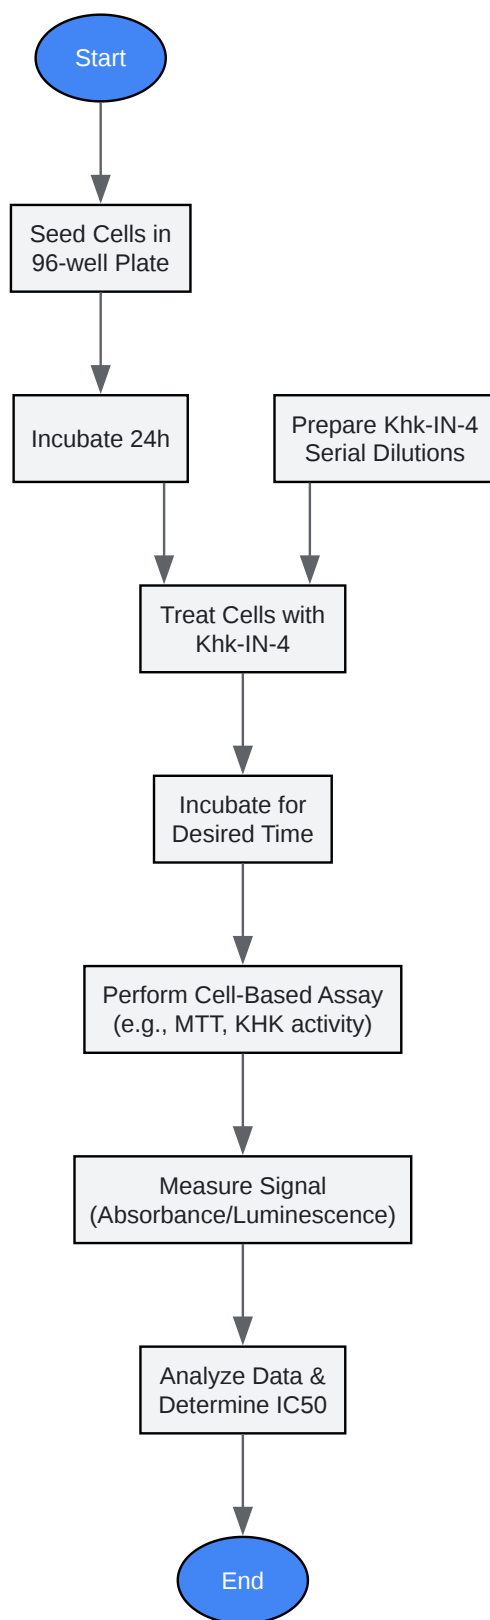 Start
Seed Cells in
96-well Plate
Incubate 24h
Prepare Khk-IN-4
Serial Dilutions
Treat Cells with
Khk-IN-4
Incubate for
Desired Time
Perform Cell-Based Assay
(e.g., MTT, KHK activity)
Measure Signal
(Absorbance/Luminescence)
Analyze Data &
Determine IC50
End